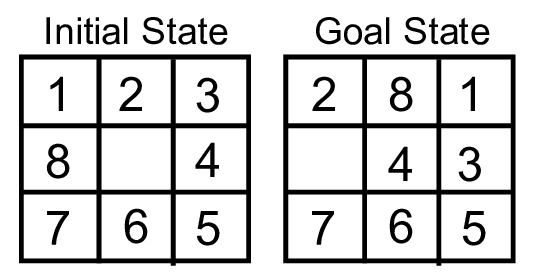 Initial State Goal State
1 2 3 2 8 1
8 4 4 3
7 6 5 7 6 5